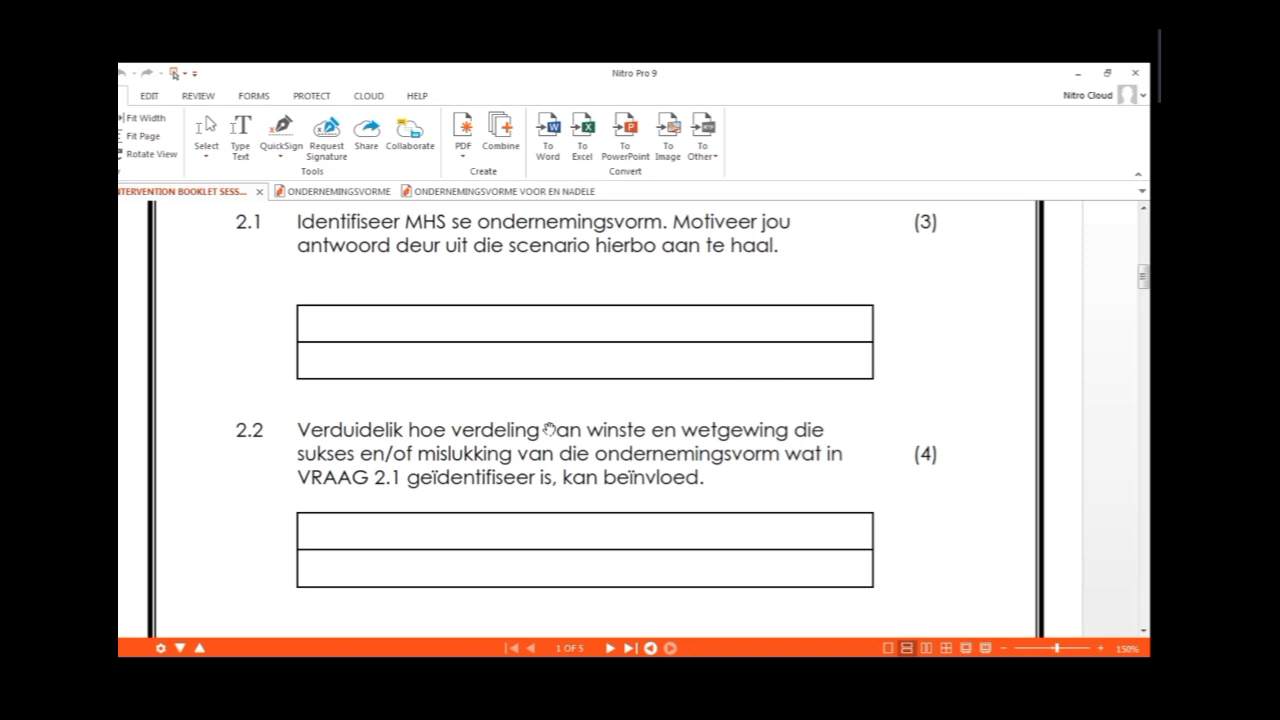 Nitro Pro 9
EDIT REVIEW FORMS PROTECT CLOUD HELP
Nitro Cloud
Fit Width
Fit Page
Rotate View
Select
Type Text
QuickSign
Request Signature
Share
Collaborate
PDF
Combine
To Word
To Excel
To PowerPoint
To Image
To Other
Tools
Create
Convert
NTERVENTION BOOKLET SESS...
ONDERNEMINGSVORME
ONDERNEMINGSVORME VOOR EN NADELE
2.1 Identifiseer MHS se ondernemingsvorm. Motiveer jou (3)
antwoord deur uit die scenario hierbo aan te haal.
2.2 Verduidelik hoe verdeling van winste en wetgewing die
sukses en/of mislukking van die ondernemingsvorm wat in (4)
VRAAG 2.1 geïdentifiseer is, kan beïnvloed.
1 OF 5
150%